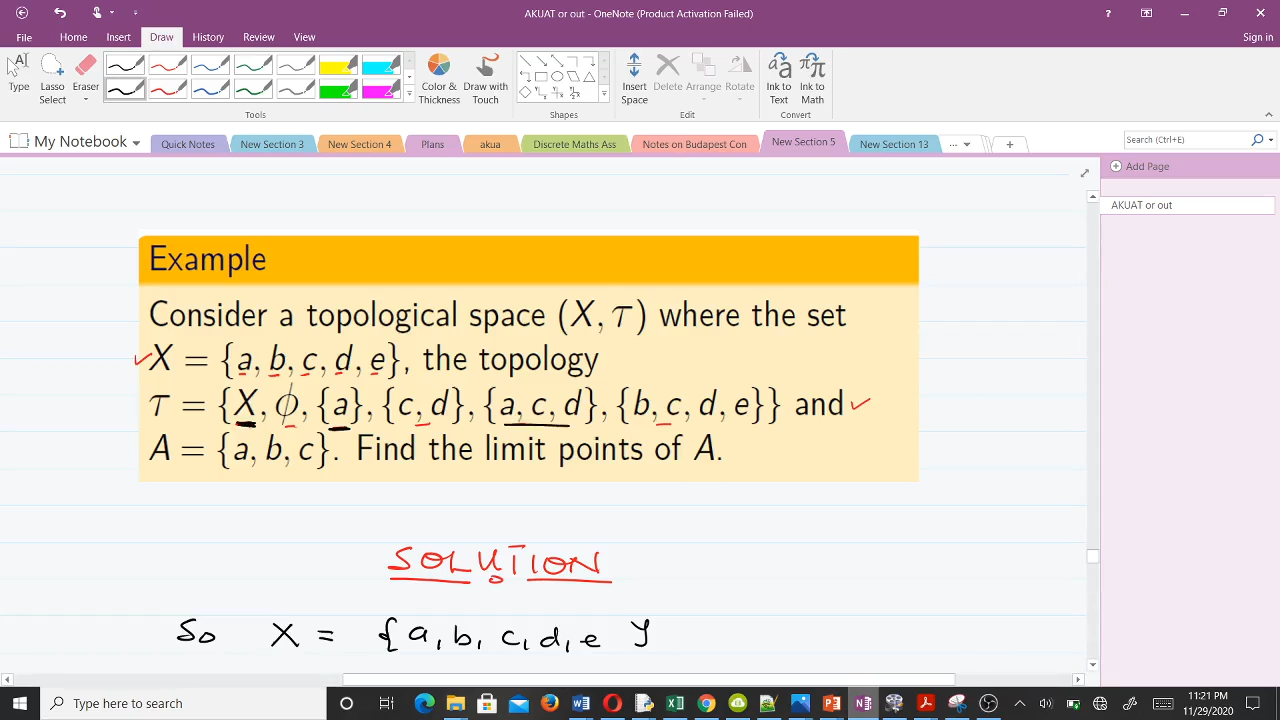 AKUAT or out - OneNote (Product Activation Failed)
File Home Insert Draw History Review View Sign in
Type Lasso Select Eraser Color & Thickness Draw with Touch Insert Space Delete Arrange Rotate Ink to Text Ink to Math
Tools Shapes Edit Convert
My Notebook Quick Notes New Section 3 New Section 4 Plans akua Discrete Maths Ass Notes on Budapest Con New Section 5 New Section 13 ... Search (Ctrl+E)
Add Page
AKUAT or out
Example
Consider a topological space (X, τ) where the set
X = {a, b, c, d, e}, the topology
τ = {X, ϕ, {a}, {c, d}, {a, c, d}, {b, c, d, e}} and
A = {a, b, c}. Find the limit points of A.
SOLUTION
So X = {a, b, c, d, e}
Type here to search
11:21 PM
11/29/2020